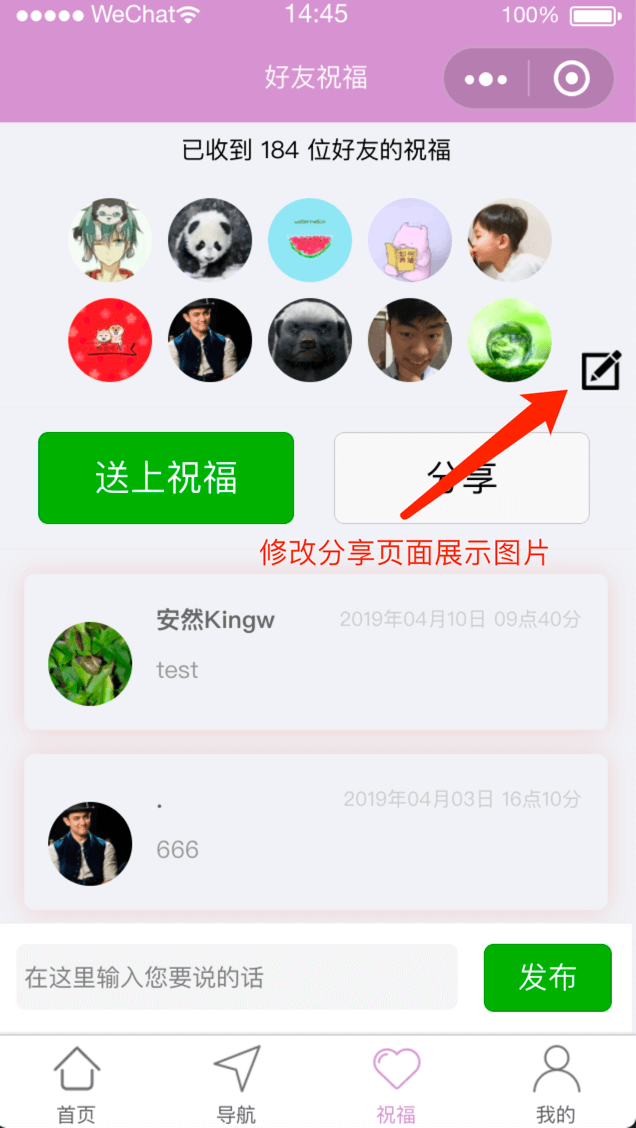 WeChat 14:45 100%
好友祝福
已收到 184 位好友的祝福
watermelon
送上祝福 分享
修改分享页面展示图片
安然Kingw 2019年04月10日 09点40分
test
. 2019年04月03日 16点10分
666
在这里输入您要说的话 发布
首页 导航 祝福 我的